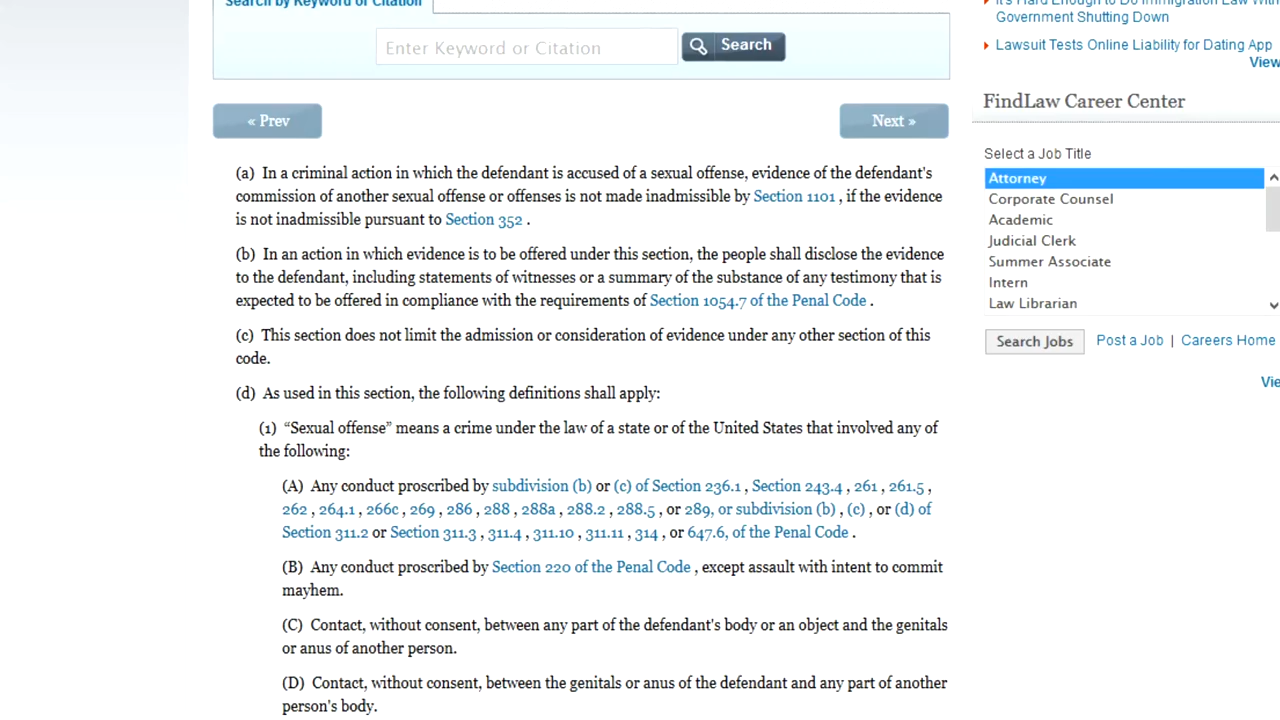 Search by Keyword or Citation
It's Hard Enough to Do Immigration Law With
Government Shutting Down
Enter Keyword or Citation
Search
Lawsuit Tests Online Liability for Dating App
View
« Prev
Next »
FindLaw Career Center
Select a Job Title
Attorney
Corporate Counsel
Academic
Judicial Clerk
Summer Associate
Intern
Law Librarian
Search Jobs
Post a Job | Careers Home
Vie
(a) In a criminal action in which the defendant is accused of a sexual offense, evidence of the defendant's
commission of another sexual offense or offenses is not made inadmissible by Section 1101 , if the evidence
is not inadmissible pursuant to Section 352 .
(b) In an action in which evidence is to be offered under this section, the people shall disclose the evidence
to the defendant, including statements of witnesses or a summary of the substance of any testimony that is
expected to be offered in compliance with the requirements of Section 1054.7 of the Penal Code .
(c) This section does not limit the admission or consideration of evidence under any other section of this
code.
(d) As used in this section, the following definitions shall apply:
(1) “Sexual offense” means a crime under the law of a state or of the United States that involved any of
the following:
(A) Any conduct proscribed by subdivision (b) or (c) of Section 236.1 , Section 243.4 , 261 , 261.5 ,
262 , 264.1 , 266c , 269 , 286 , 288 , 288a , 288.2 , 288.5 , or 289, or subdivision (b) , (c) , or (d) of
Section 311.2 or Section 311.3 , 311.4 , 311.10 , 311.11 , 314 , or 647.6, of the Penal Code .
(B) Any conduct proscribed by Section 220 of the Penal Code , except assault with intent to commit
mayhem.
(C) Contact, without consent, between any part of the defendant's body or an object and the genitals
or anus of another person.
(D) Contact, without consent, between the genitals or anus of the defendant and any part of another
person's body.